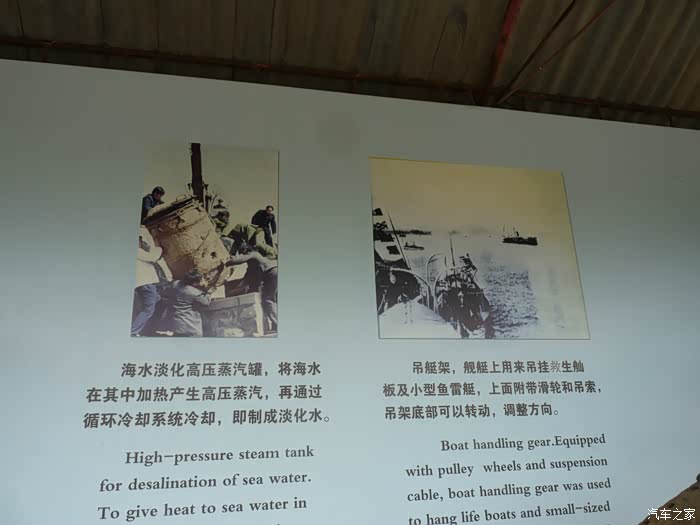 海水淡化高压蒸汽罐，将海水
在其中加热产生高压蒸汽，再通过
循环冷却系统冷却，即制成淡化水。
High-pressure steam tank
for desalination of sea water.
To give heat to sea water in
吊艇架，舰艇上用来吊挂救生舢
板及小型鱼雷艇，上面附带滑轮和吊索，
吊架底部可以转动，调整方向。
Boat handling gear.Equipped
with pulley wheels and suspension
cable, boat handling gear was used
to hang life boats and small-sized
汽车之家